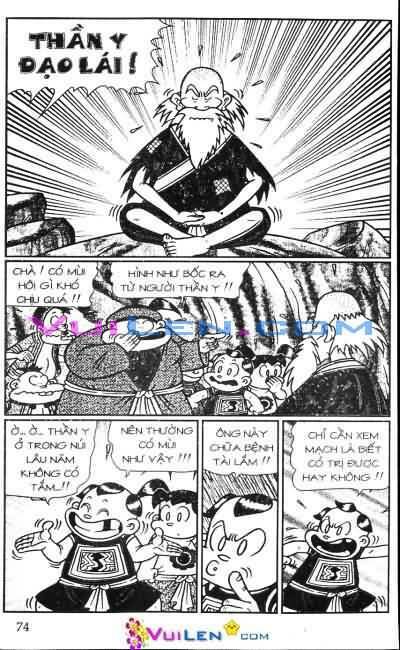 THẦN Y
ĐẠO LÁI!
CHÀ! CÓ MÙI
HÔI GÌ KHÓ
CHỊU QUÁ!!
HÌNH NHƯ BỐC RA
TỪ NGƯỜI THẦN Y!!
VuiLen.com
Ờ.. Ờ.. THẦN Y
Ở TRONG NÚI
LÂU NĂM
KHÔNG CÓ
TẮM..!!
NÊN THƯỜNG
CÓ MÙI
NHƯ VẬY!!!
ÔNG NÀY
CHỮA BỆNH
TÀI LẮM!!
CHỈ CẦN XEM
MẠCH LÀ BIẾT
CÓ TRỊ ĐƯỢC
HAY KHÔNG!!
74
VUiLEN.COM